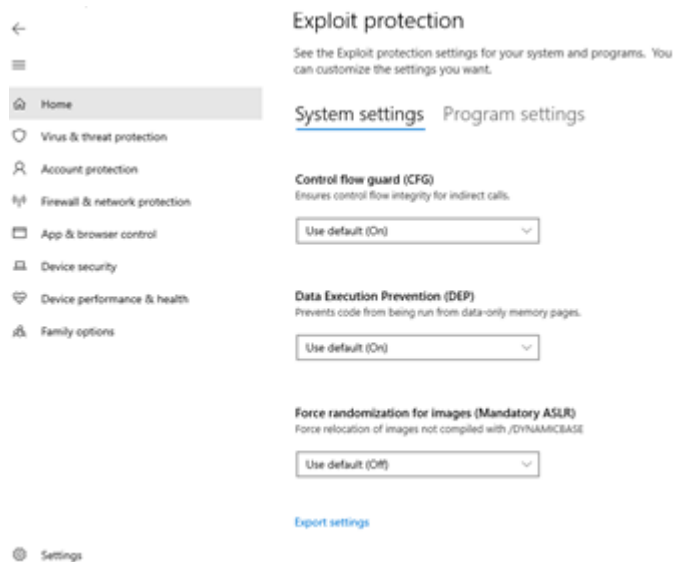 Exploit protection
See the Exploit protection settings for your system and programs. You
can customize the settings you want.
Home
Virus & threat protection
Account protection
Firewall & network protection
App & browser control
Device security
Device performance & health
Family options
Settings
System settings Program settings
Control flow guard (CFG)
Ensures control flow integrity for indirect calls.
Use default (On)
Data Execution Prevention (DEP)
Prevents code from being run from data-only memory pages.
Use default (On)
Force randomization for images (Mandatory ASLR)
Force relocation of images not compiled with /DYNAMICBASE
Use default (Off)
Export settings